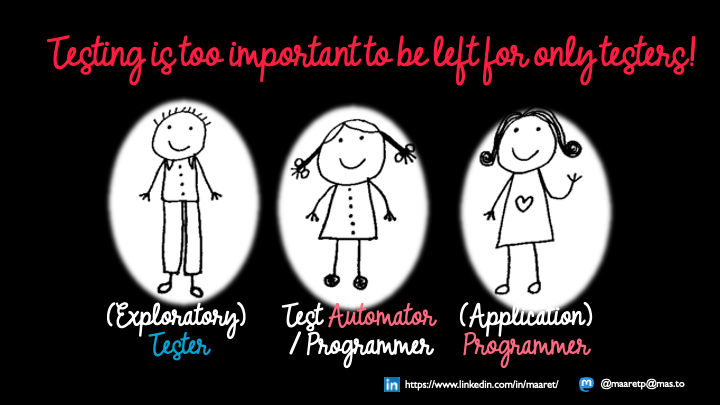 Testing is too important to be left for only testers!
(Exploratory)
Tester
Test Automator
/ Programmer
(Application)
Programmer
in https://www.linkedin.com/in/maaret/
m @maaretp@mas.to